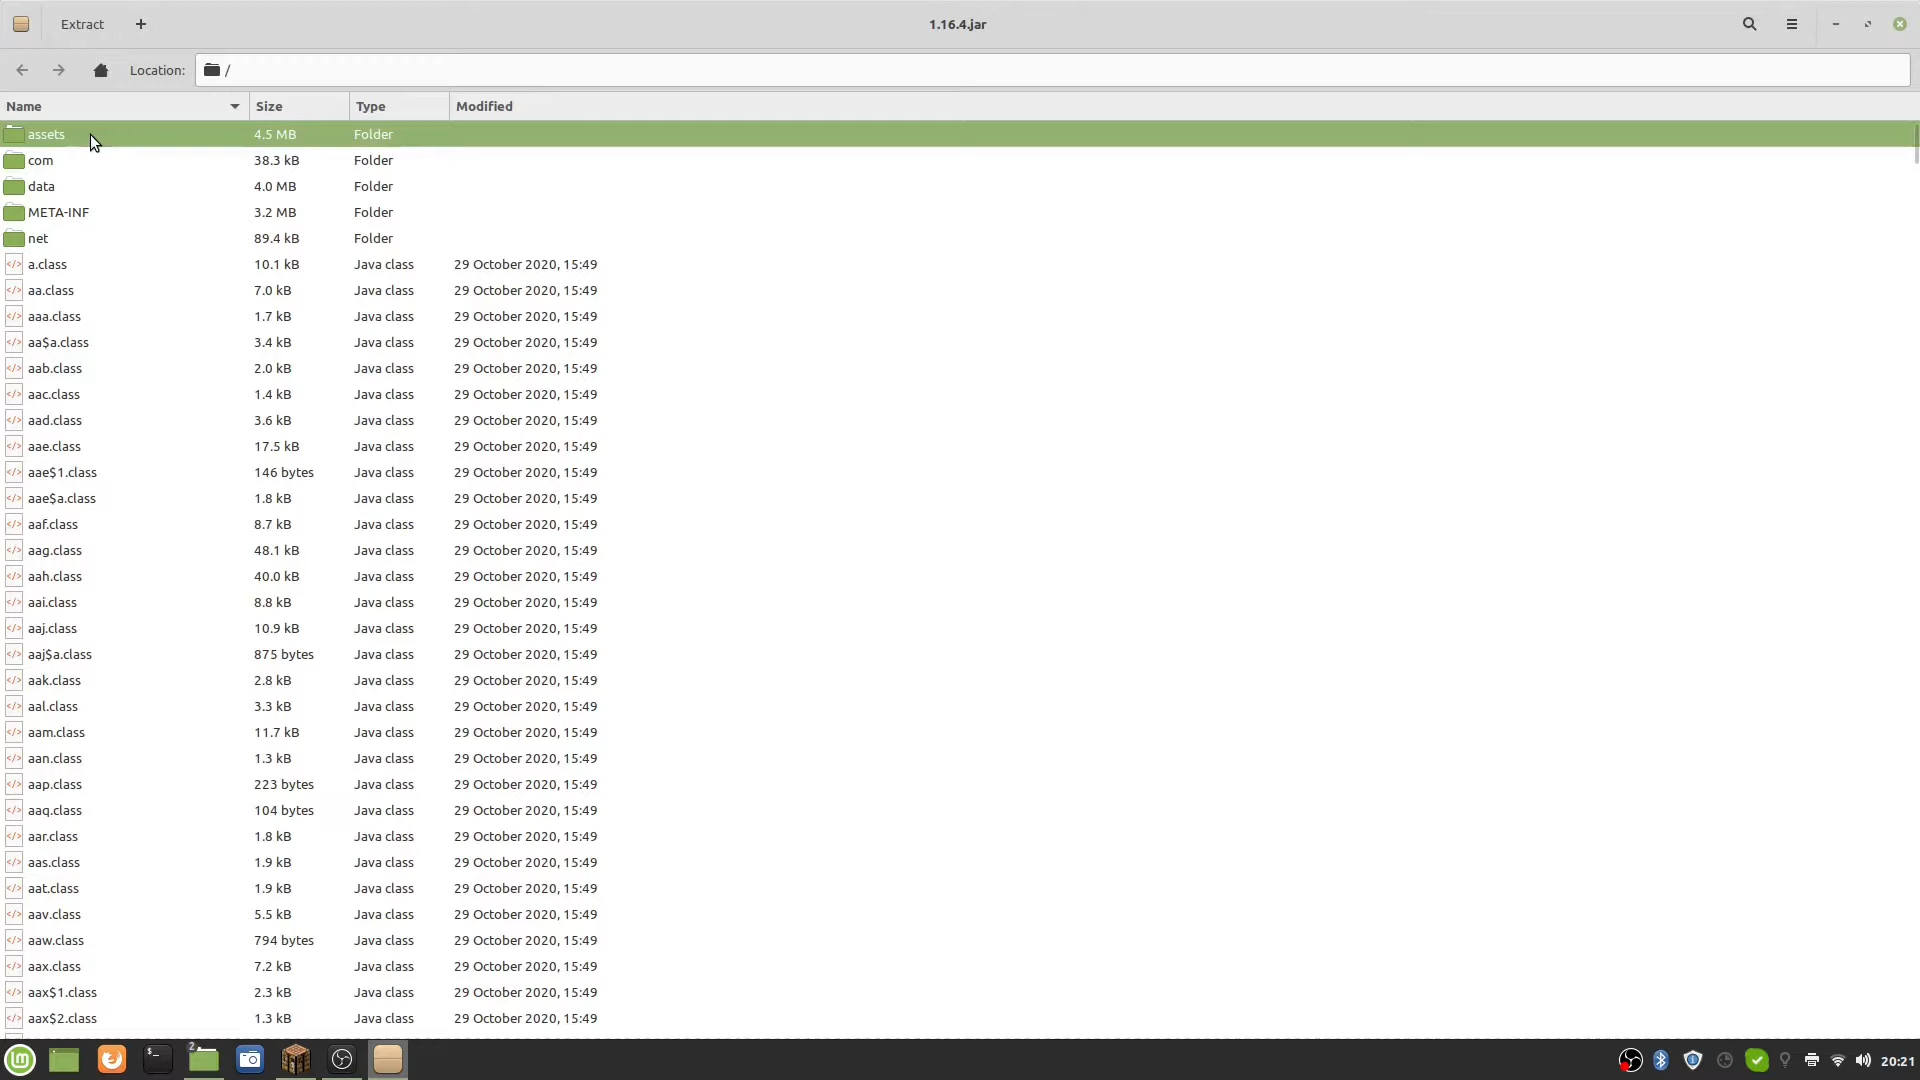 Extract + 1.16.4.jar
Location: /
Name Size Type Modified
assets 4.5 MB Folder
com 38.3 kB Folder
data 4.0 MB Folder
META-INF 3.2 MB Folder
net 89.4 kB Folder
a.class 10.1 kB Java class 29 October 2020, 15:49
aa.class 7.0 kB Java class 29 October 2020, 15:49
aaa.class 1.7 kB Java class 29 October 2020, 15:49
aa$a.class 3.4 kB Java class 29 October 2020, 15:49
aab.class 2.0 kB Java class 29 October 2020, 15:49
aac.class 1.4 kB Java class 29 October 2020, 15:49
aad.class 3.6 kB Java class 29 October 2020, 15:49
aae.class 17.5 kB Java class 29 October 2020, 15:49
aae$1.class 146 bytes Java class 29 October 2020, 15:49
aae$a.class 1.8 kB Java class 29 October 2020, 15:49
aaf.class 8.7 kB Java class 29 October 2020, 15:49
aag.class 48.1 kB Java class 29 October 2020, 15:49
aah.class 40.0 kB Java class 29 October 2020, 15:49
aai.class 8.8 kB Java class 29 October 2020, 15:49
aaj.class 10.9 kB Java class 29 October 2020, 15:49
aaj$a.class 875 bytes Java class 29 October 2020, 15:49
aak.class 2.8 kB Java class 29 October 2020, 15:49
aal.class 3.3 kB Java class 29 October 2020, 15:49
aam.class 11.7 kB Java class 29 October 2020, 15:49
aan.class 1.3 kB Java class 29 October 2020, 15:49
aap.class 223 bytes Java class 29 October 2020, 15:49
aaq.class 104 bytes Java class 29 October 2020, 15:49
aar.class 1.8 kB Java class 29 October 2020, 15:49
aas.class 1.9 kB Java class 29 October 2020, 15:49
aat.class 1.9 kB Java class 29 October 2020, 15:49
aav.class 5.5 kB Java class 29 October 2020, 15:49
aaw.class 794 bytes Java class 29 October 2020, 15:49
aax.class 7.2 kB Java class 29 October 2020, 15:49
aax$1.class 2.3 kB Java class 29 October 2020, 15:49
aax$2.class 1.3 kB Java class 29 October 2020, 15:49
2
20:21